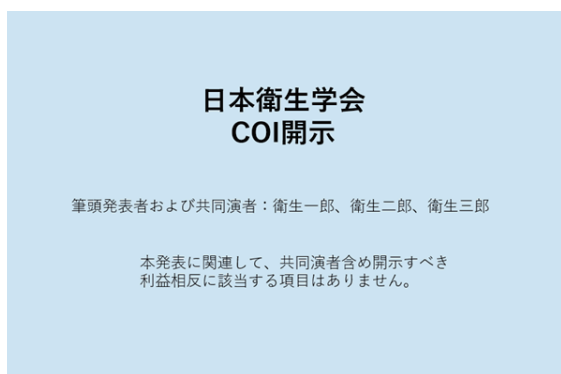 日本衛生学会
COI開示
筆頭発表者および共同演者：衛生一郎、衛生二郎、衛生三郎
本発表に関連して、共同演者含め開示すべき
利益相反に該当する項目はありません。